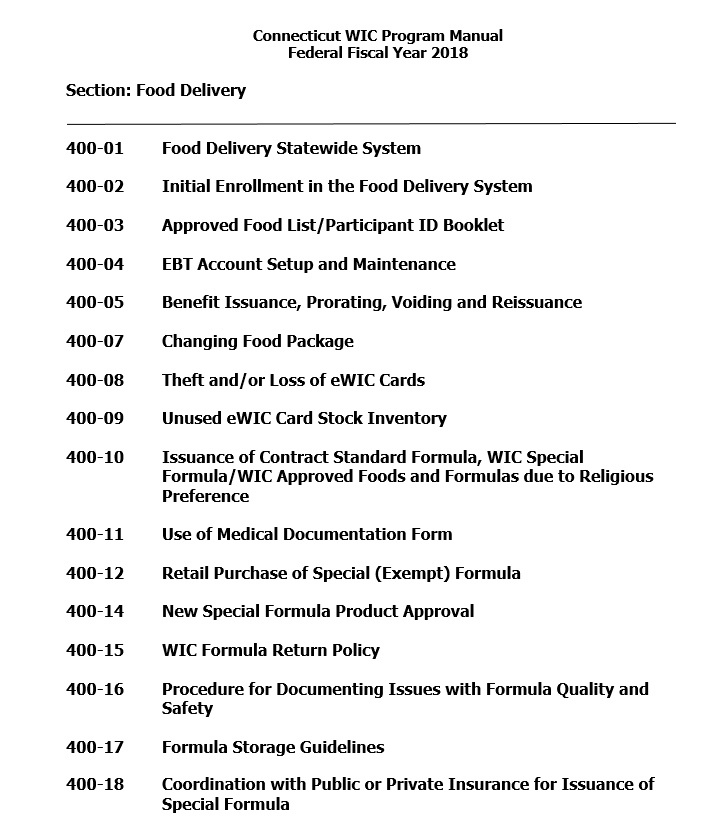 Connecticut WIC Program Manual
Federal Fiscal Year 2018
Section: Food Delivery
400-01 Food Delivery Statewide System
400-02 Initial Enrollment in the Food Delivery System
400-03 Approved Food List/Participant ID Booklet
400-04 EBT Account Setup and Maintenance
400-05 Benefit Issuance, Prorating, Voiding and Reissuance
400-07 Changing Food Package
400-08 Theft and/or Loss of eWIC Cards
400-09 Unused eWIC Card Stock Inventory
400-10 Issuance of Contract Standard Formula, WIC Special
Formula/WIC Approved Foods and Formulas due to Religious
Preference
400-11 Use of Medical Documentation Form
400-12 Retail Purchase of Special (Exempt) Formula
400-14 New Special Formula Product Approval
400-15 WIC Formula Return Policy
400-16 Procedure for Documenting Issues with Formula Quality and
Safety
400-17 Formula Storage Guidelines
400-18 Coordination with Public or Private Insurance for Issuance of
Special Formula